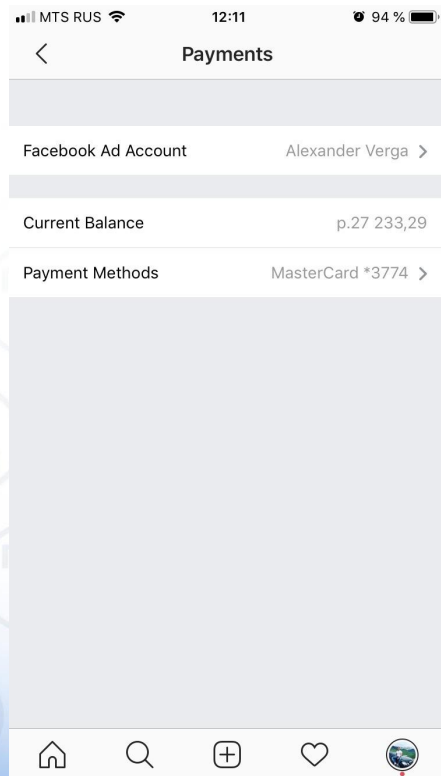 MTS RUS 12:11 94 %
Payments
Facebook Ad Account Alexander Verga
Current Balance р.27 233,29
Payment Methods MasterCard *3774